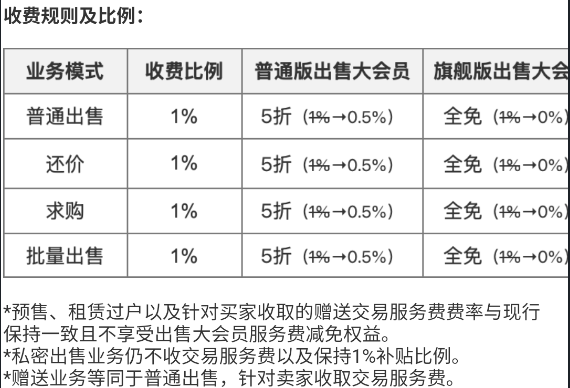 收费规则及比例：
业务模式 收费比例 普通版出售大会员 旗舰版出售大会
普通出售 1% 5折（1%→0.5%） 全免（1%→0%）
还价 1% 5折（1%→0.5%） 全免（1%→0%）
求购 1% 5折（1%→0.5%） 全免（1%→0%）
批量出售 1% 5折（1%→0.5%） 全免（1%→0%）
*预售、租赁过户以及针对买家收取的赠送交易服务费费率与现行
保持一致且不享受出售大会员服务费减免权益。
*私密出售业务仍不收交易服务费以及保持1%补贴比例。
*赠送业务等同于普通出售，针对卖家收取交易服务费。